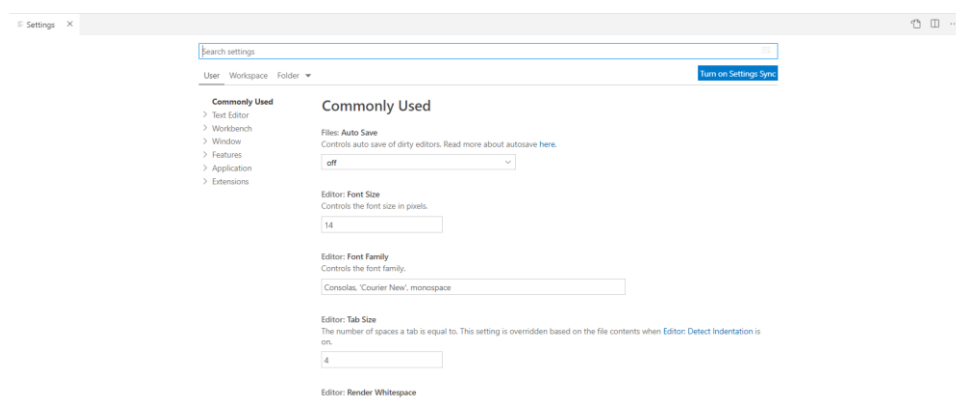 Settings
Search settings
User Workspace Folder
Turn on Settings Sync
Commonly Used
Text Editor
Workbench
Window
Features
Application
Extensions
Commonly Used
Files: Auto Save
Controls auto save of dirty editors. Read more about autosave here.
off
Editor: Font Size
Controls the font size in pixels.
14
Editor: Font Family
Controls the font family.
Consolas, 'Courier New', monospace
Editor: Tab Size
The number of spaces a tab is equal to. This setting is overridden based on the file contents when Editor: Detect Indentation is
on.
4
Editor: Render Whitespace